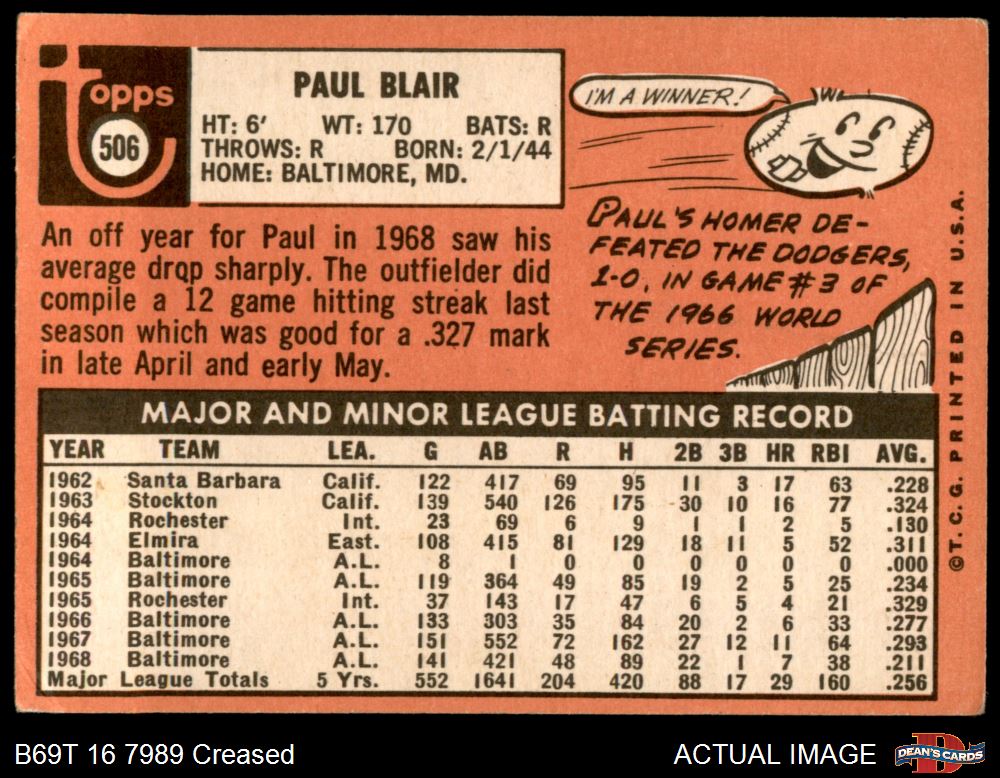 Topps
506
PAUL BLAIR
HT: 6' WT: 170 BATS: R
THROWS: R BORN: 2/1/44
HOME: BALTIMORE, MD.
An off year for Paul in 1968 saw his
average drop sharply. The outfielder did
compile a 12 game hitting streak last
season which was good for a .327 mark
in late April and early May.
I'M A WINNER!
PAUL'S HOMER DE-
FEATED THE DODGERS,
1-0, IN GAME #3 OF
THE 1966 WORLD
SERIES.
MAJOR AND MINOR LEAGUE BATTING RECORD
YEAR TEAM LEA. G AB R H 2B 3B HR RBI AVG.
1962 Santa Barbara Calif. 122 417 69 95 11 3 17 63 .228
1963 Stockton Calif. 139 540 126 175 30 10 16 77 .324
1964 Rochester Int. 23 69 6 9 1 1 2 5 .130
1964 Elmira East. 108 415 81 129 18 11 5 52 .311
1964 Baltimore A.L. 8 1 0 0 0 0 0 0 .000
1965 Baltimore A.L. 119 364 49 85 19 2 5 25 .234
1965 Rochester Int. 37 143 17 47 6 5 4 21 .329
1966 Baltimore A.L. 133 303 35 84 20 2 6 33 .277
1967 Baltimore A.L. 151 552 72 162 27 12 11 64 .293
1968 Baltimore A.L. 141 421 48 89 22 1 7 38 .211
Major League Totals 5 Yrs. 552 1641 204 420 88 17 29 160 .256
©T.C.G. PRINTED IN U.S.A.
B69T 16 7989 Creased
ACTUAL IMAGE
DEAN'S CARDS